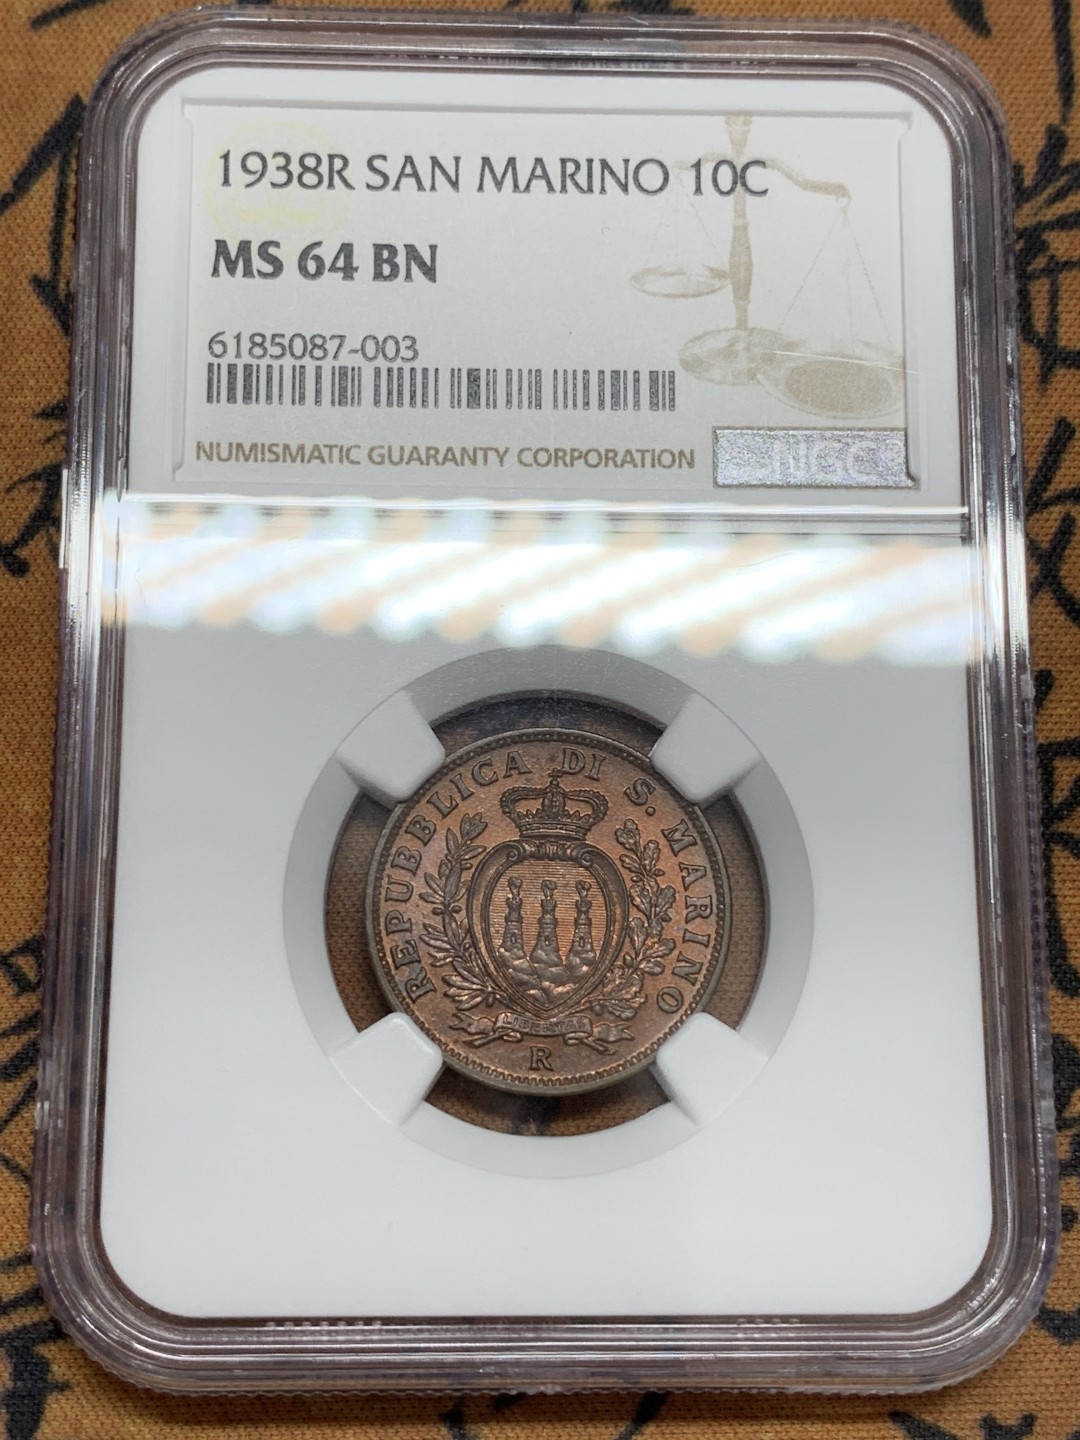 1938R SAN MARINO 10C
MS 64 BN
6185087-003
NUMISMATIC GUARANTY CORPORATION
NGC
REPUBBLICA DI S. MARINO
LIBERTAS
R